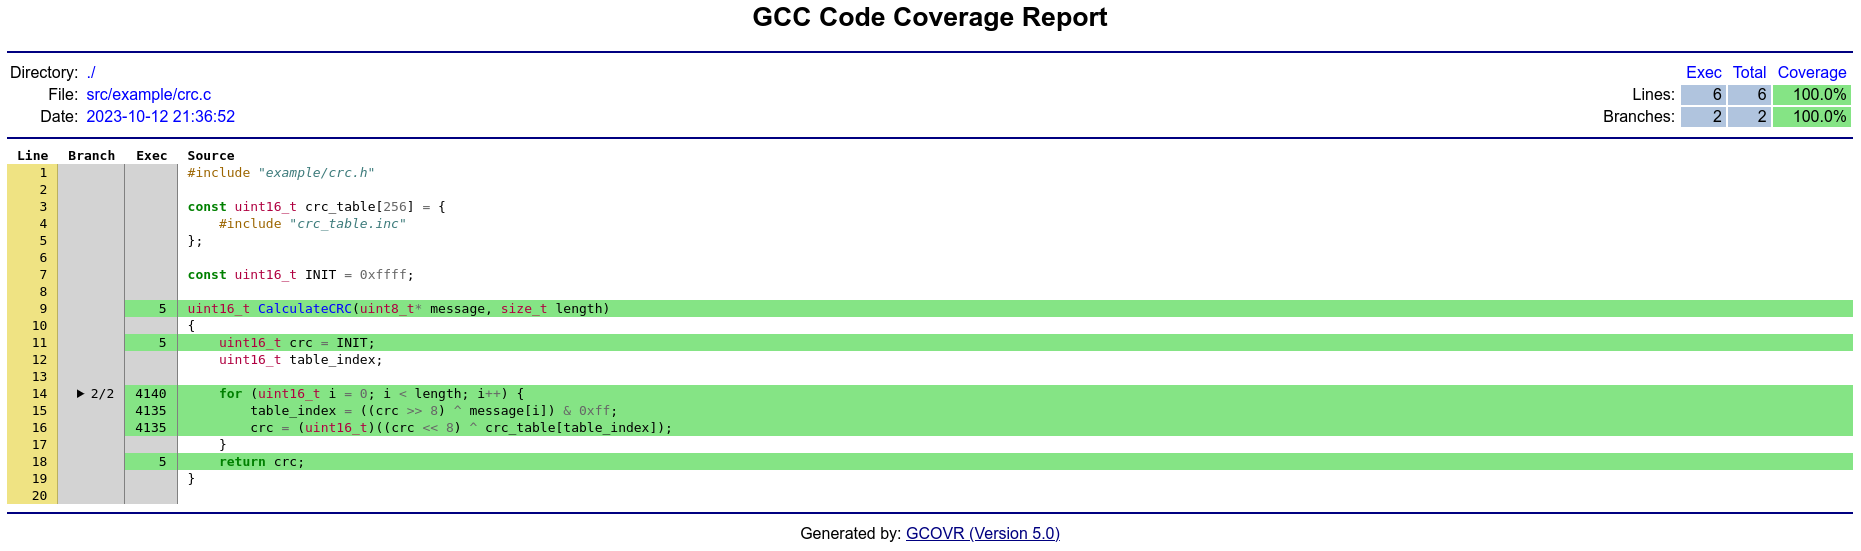 GCC Code Coverage Report
Directory: ./
File: src/example/crc.c
Date: 2023-10-12 21:36:52
Exec Total Coverage
Lines: 6 6 100.0%
Branches: 2 2 100.0%
Line Branch Exec Source
1 #include "example/crc.h"
2
3 const uint16_t crc_table[256] = {
4     #include "crc_table.inc"
5 };
6
7 const uint16_t INIT = 0xffff;
8
9 5 uint16_t CalculateCRC(uint8_t* message, size_t length)
10 {
11 5     uint16_t crc = INIT;
12     uint16_t table_index;
13
14 ▶ 2/2 4140     for (uint16_t i = 0; i < length; i++) {
15 4135         table_index = ((crc >> 8) ^ message[i]) & 0xff;
16 4135         crc = (uint16_t)((crc << 8) ^ crc_table[table_index]);
17     }
18 5     return crc;
19 }
20
Generated by: GCOVR (Version 5.0)